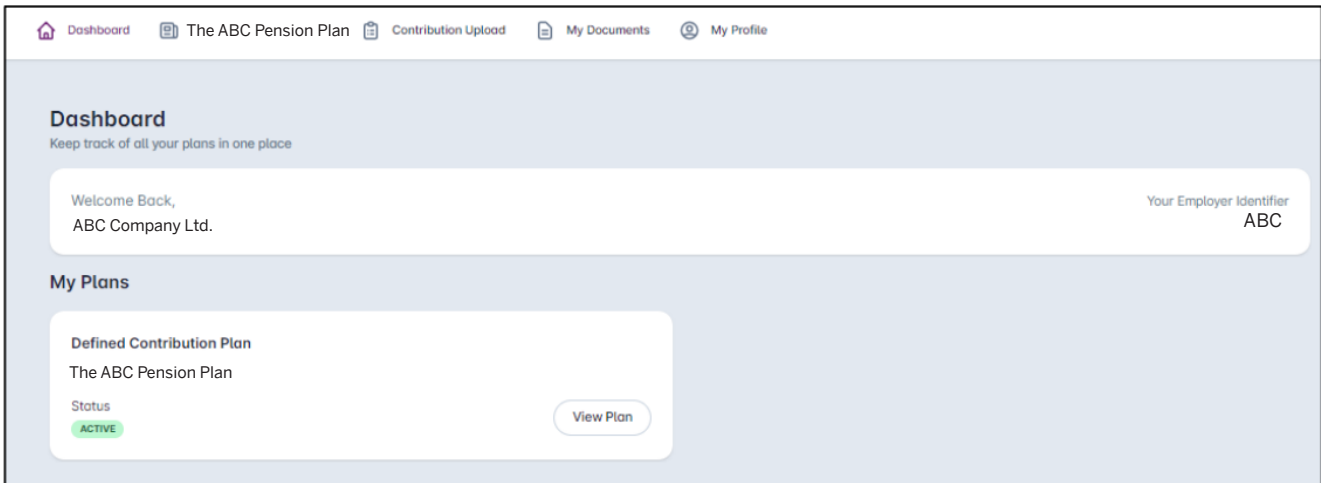 Dashboard The ABC Pension Plan Contribution Upload My Documents My Profile
Dashboard
Keep track of all your plans in one place
Welcome Back, Your Employer Identifier
ABC Company Ltd. ABC
My Plans
Defined Contribution Plan
The ABC Pension Plan
Status
ACTIVE View Plan